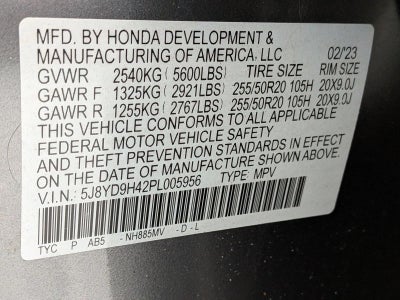 MFD. BY HONDA DEVELOPMENT &
MANUFACTURING OF AMERICA, LLC 02/'23
GVWR 2540KG (5600LBS) TIRE SIZE RIM SIZE
GAWR F 1325KG (2921LBS) 255/50R20 105H 20X9.0J
GAWR R 1255KG (2767LBS) 255/50R20 105H 20X9.0J
THIS VEHICLE CONFORMS TO ALL APPLICABLE
FEDERAL MOTOR VEHICLE SAFETY
AND THEFT PREVENTION STANDARDS IN EFFECT
ON THE DATE OF MANUFACTURE SHOWN ABOVE.
V.I.N.: 5J8YD9H42PL005956 TYPE: MPV
TYC P AB5 -NH885MV -D-L